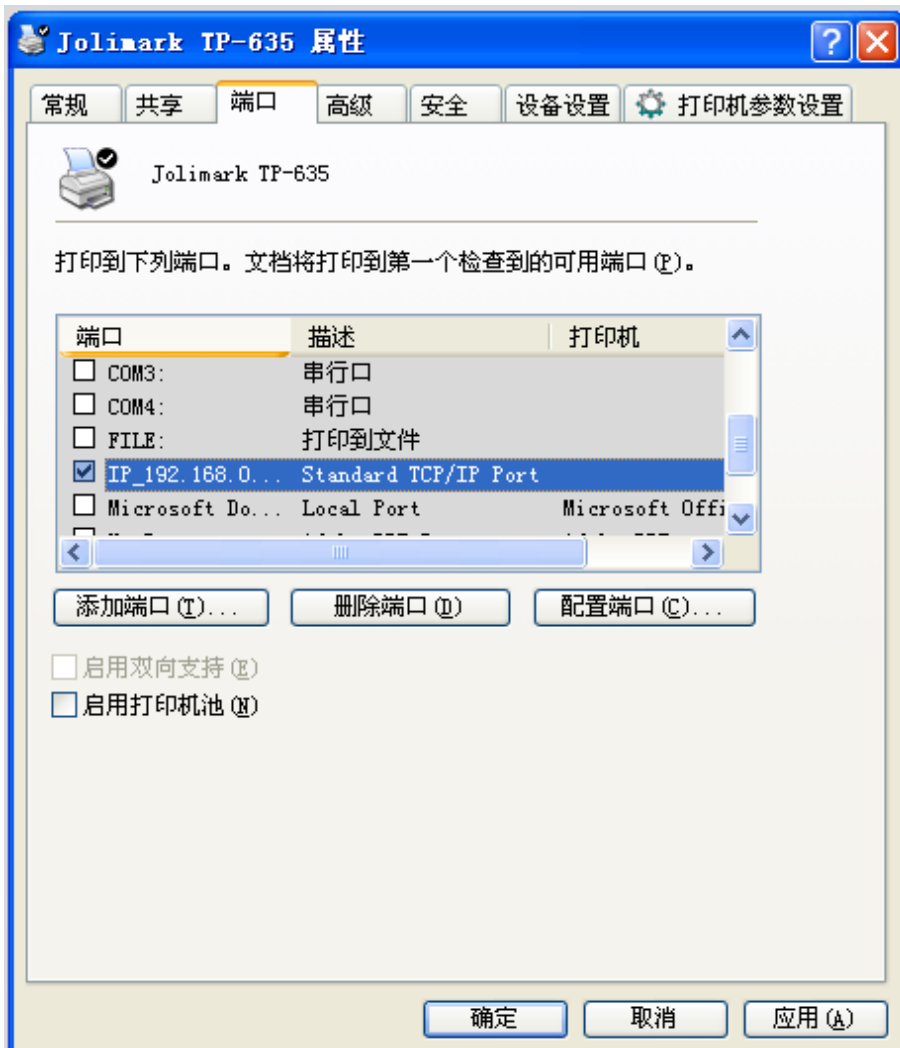 Jolimark TP-635 属性
常规 共享 端口 高级 安全 设备设置 打印机参数设置
Jolimark TP-635
打印到下列端口。文档将打印到第一个检查到的可用端口(P)。
端口 描述 打印机
COM3: 串行口
COM4: 串行口
FILE: 打印到文件
IP_192.168.0... Standard TCP/IP Port
Microsoft Do... Local Port Microsoft Offi
添加端口(T)... 删除端口(D) 配置端口(C)...
启用双向支持(E)
启用打印机池(N)
确定 取消 应用(A)